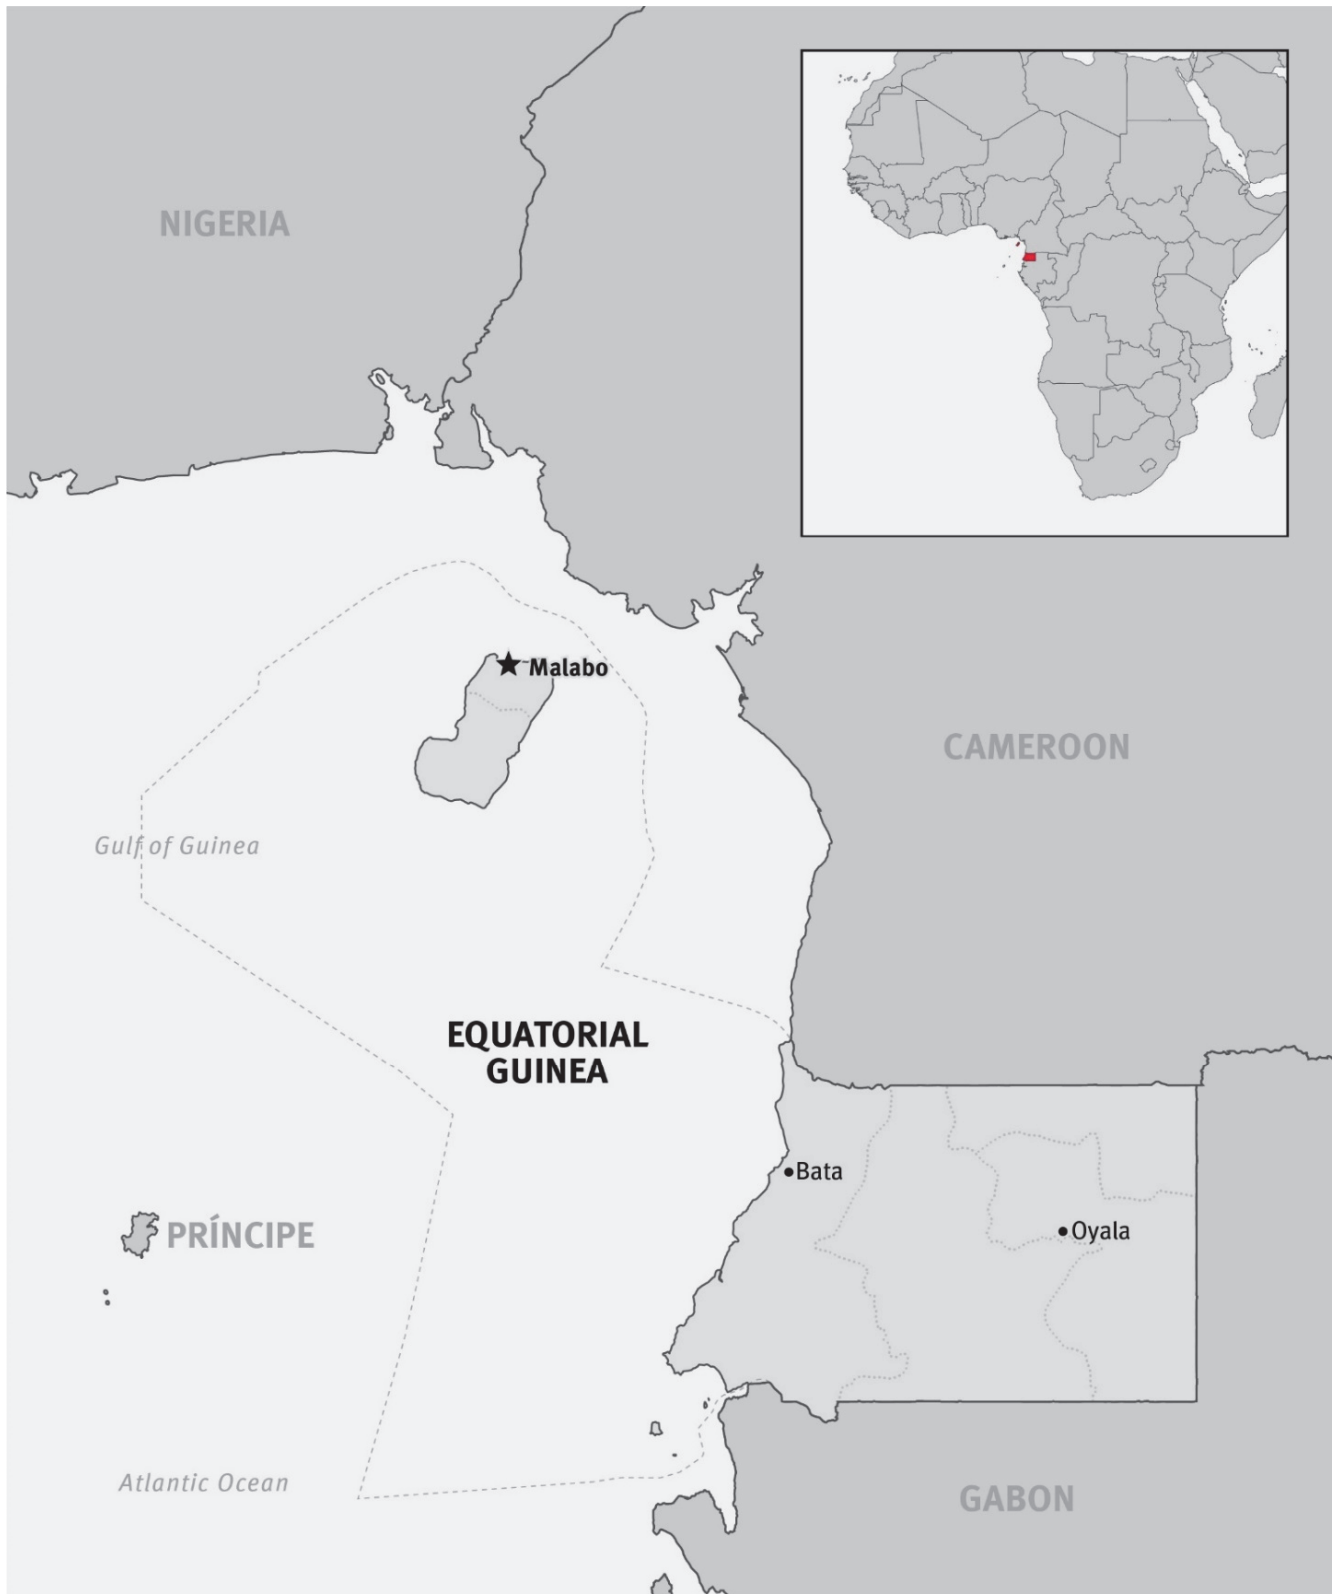 NIGERIA
Malabo
CAMEROON
Gulf of Guinea
EQUATORIAL
GUINEA
Bata
Oyala
PRÍNCIPE
Atlantic Ocean
GABON